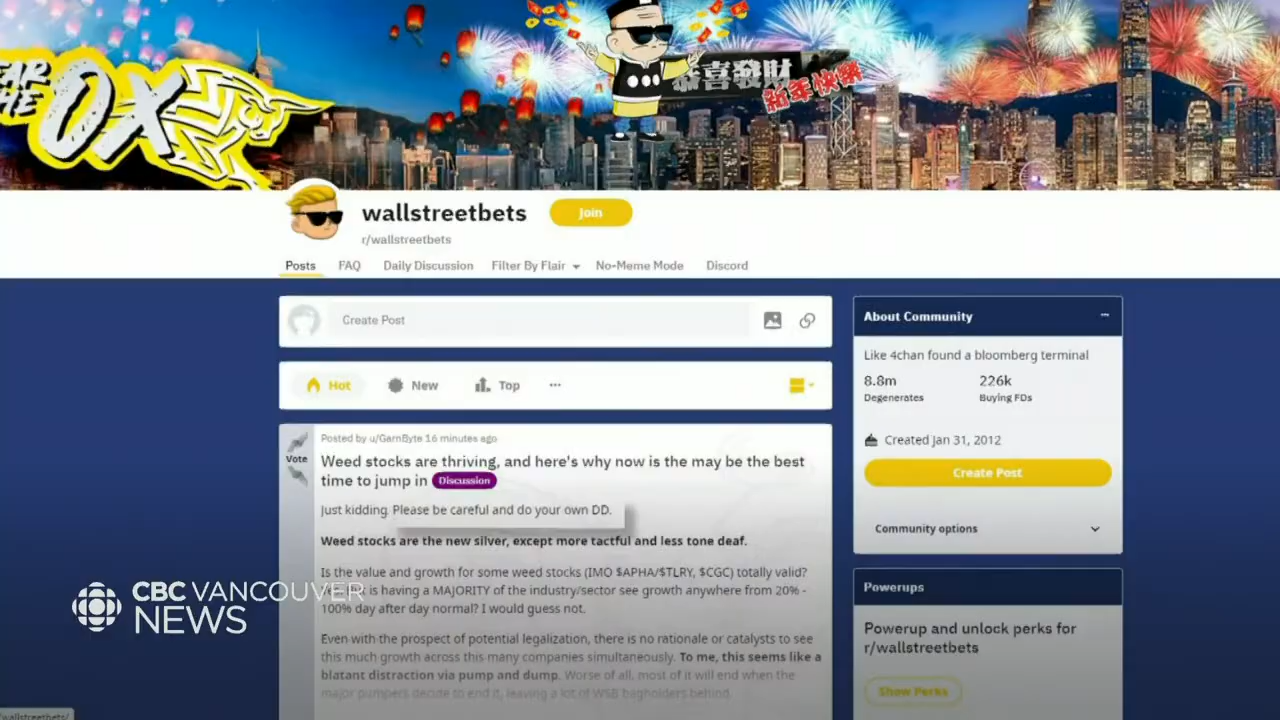 THE OX
恭喜發財
新年快樂
wallstreetbets
Join
r/wallstreetbets
Posts FAQ Daily Discussion Filter By Flair No-Meme Mode Discord
Create Post
Hot New Top ...
About Community ...
Like 4chan found a bloomberg terminal
8.8m 226k
Degenerates Buying FDs
Created Jan 31, 2012
Create Post
Community options
Posted by u/GarnByte 16 minutes ago
Vote
Weed stocks are thriving, and here's why now is the may be the best
time to jump in Discussion
Just kidding. Please be careful and do your own DD.
Weed stocks are the new silver, except more tactful and less tone deaf.
Is the value and growth for some weed stocks (IMO $APHA/$TLRY, $CGC) totally valid?
is having a MAJORITY of the industry/sector see growth anywhere from 20% -
100% day after day normal? I would guess not.
Even with the prospect of potential legalization, there is no rationale or catalysts to see
this much growth across this many companies simultaneously. To me, this seems like a
blatant distraction via pump and dump. Worse of all, most of it will end when the
major pumpers decide to end it, leaving a lot of WSB bagholders behind.
Powerups
Powerup and unlock perks for
r/wallstreetbets
Show Perks
CBC VANCOUVER
NEWS
/wallstreetbets/